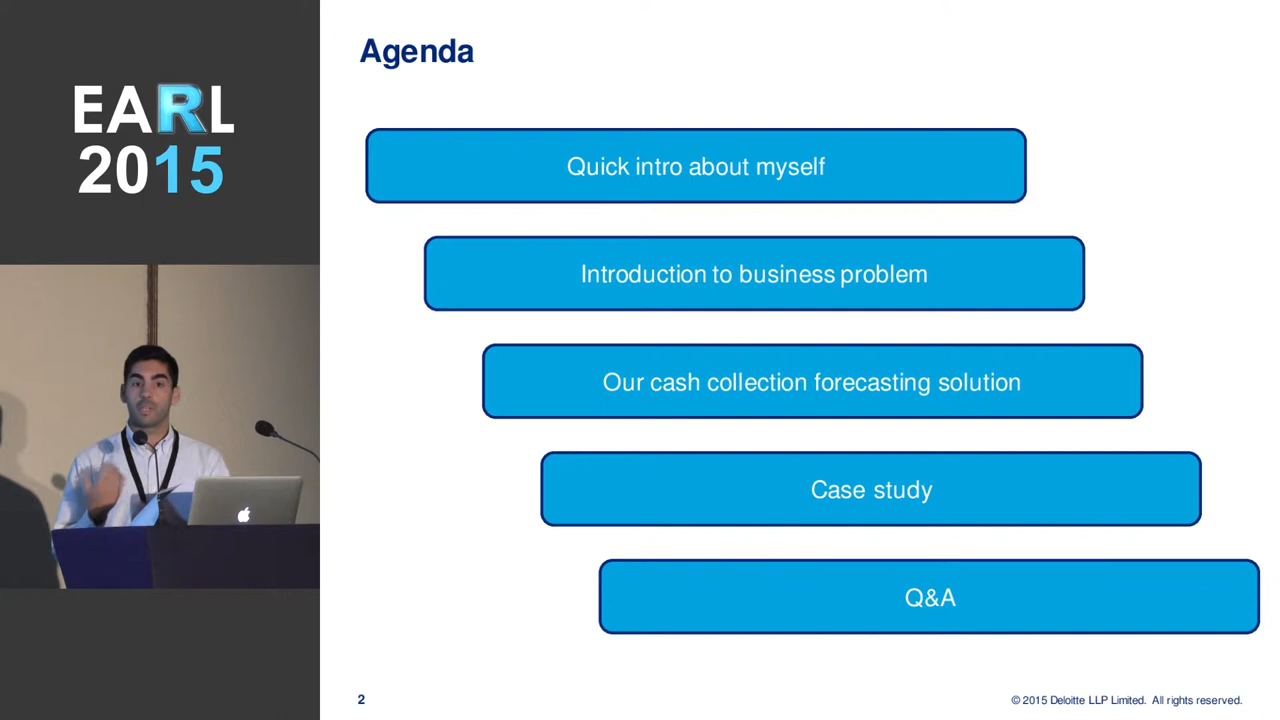 EARL
2015
Agenda
Quick intro about myself
Introduction to business problem
Our cash collection forecasting solution
Case study
Q&A
2
© 2015 Deloitte LLP Limited. All rights reserved.